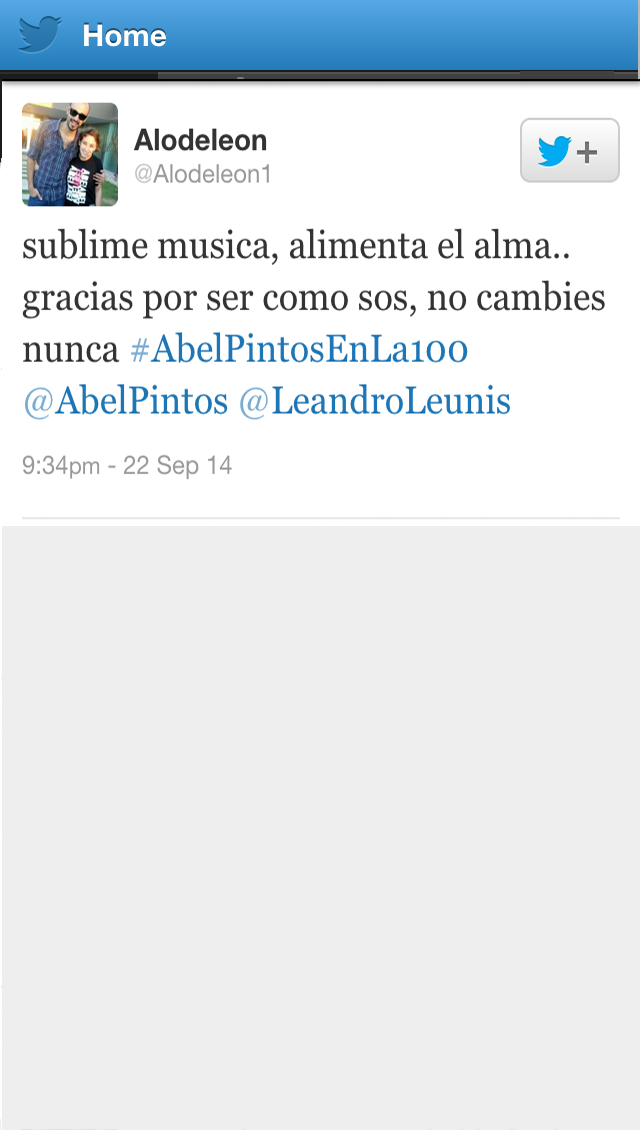 Home
Alodeleon
@Alodeleon1
sublime musica, alimenta el alma..
gracias por ser como sos, no cambies
nunca #AbelPintosEnLa100
@AbelPintos @LeandroLeunis
9:34pm - 22 Sep 14